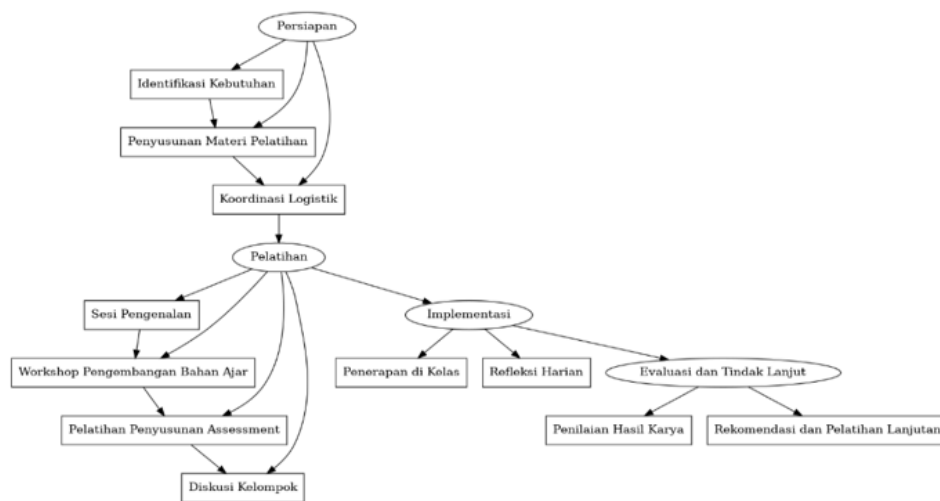 Persiapan
Identifikasi Kebutuhan
Penyusunan Materi Pelatihan
Koordinasi Logistik
Pelatihan
Sesi Pengenalan
Implementasi
Workshop Pengembangan Bahan Ajar
Penerapan di Kelas
Refleksi Harian
Evaluasi dan Tindak Lanjut
Pelatihan Penyusunan Assessment
Penilaian Hasil Karya
Rekomendasi dan Pelatihan Lanjutan
Diskusi Kelompok